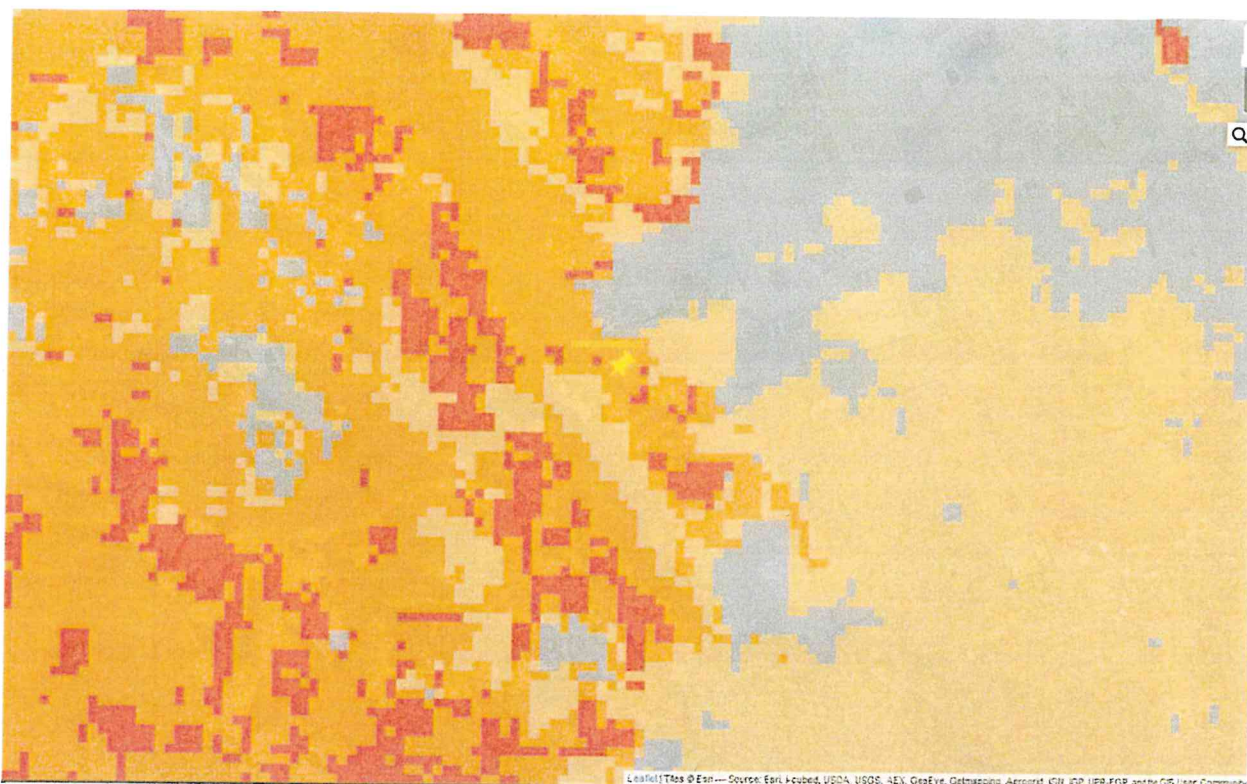 Leaflet | Tiles © Esri — Source: Esri, i-cubed, USDA, USGS, AEX, GeoEye, Getmapping, Aerogrid, IGN, IGP, UPR-EGP, and the GIS User Community